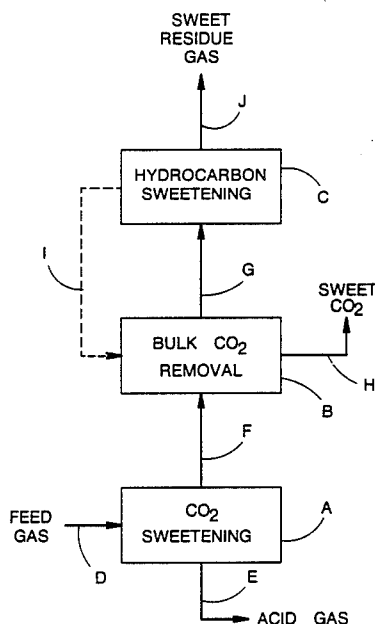 SWEET
RESIDUE
GAS
J
HYDROCARBON
SWEETENING
C
I
G
SWEET
CO2
BULK CO2
REMOVAL
H
B
F
FEED
GAS
CO2
SWEETENING
A
D
E
ACID GAS